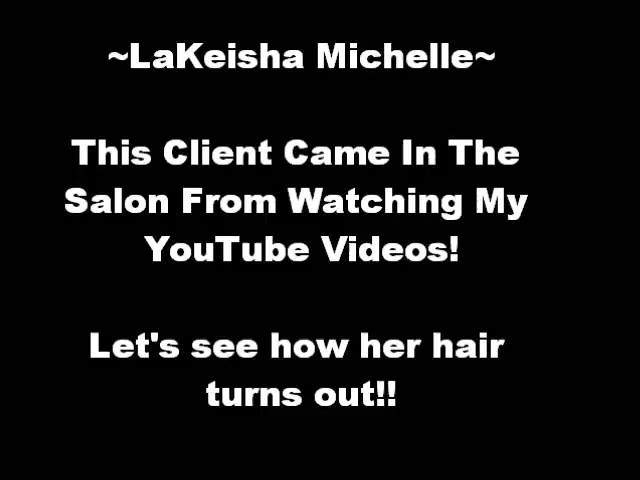 ~LaKeisha Michelle~
This Client Came In The
Salon From Watching My
YouTube Videos!
Let's see how her hair
turns out!!